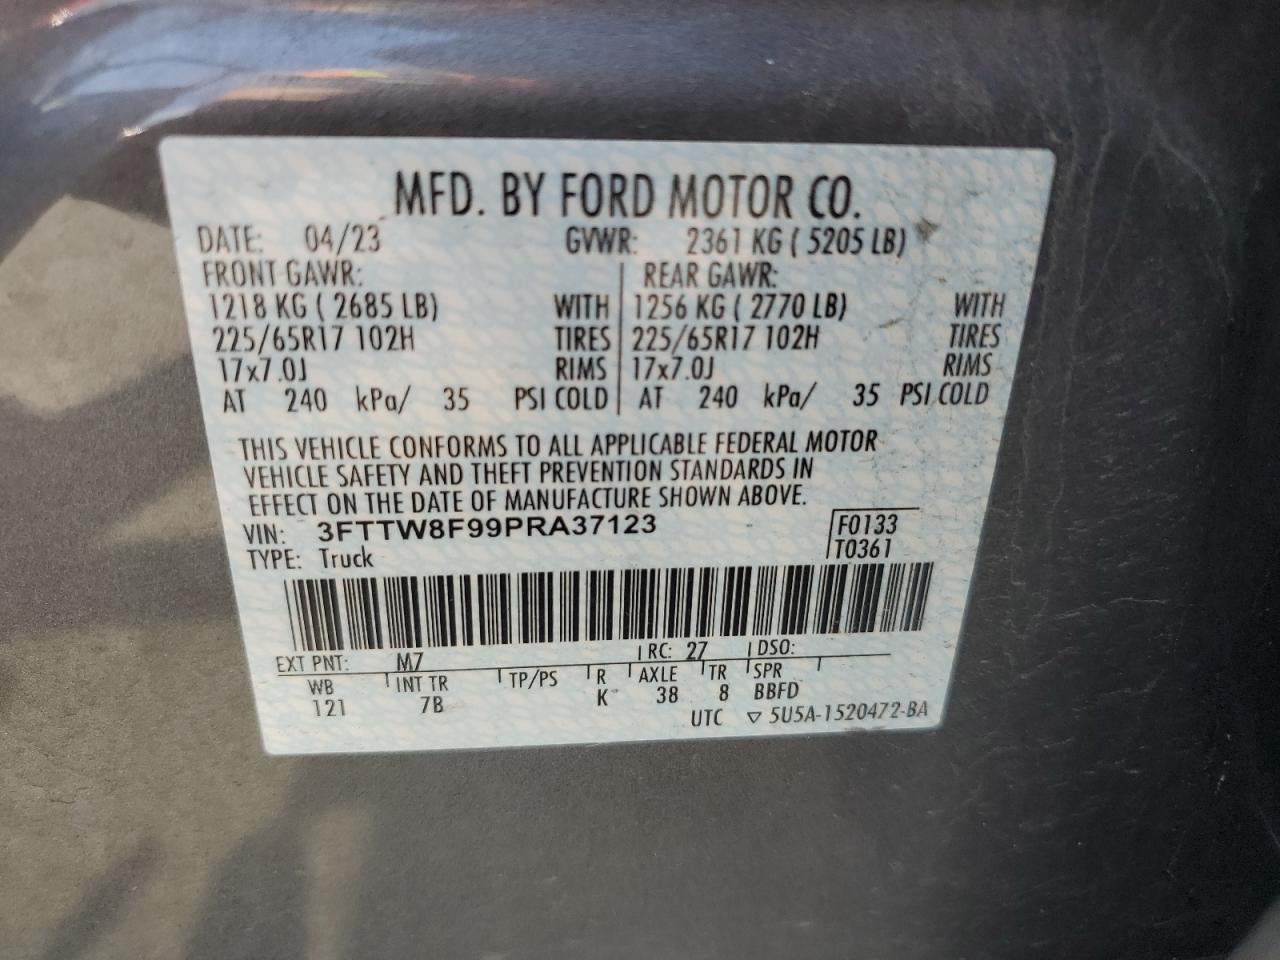 MFD. BY FORD MOTOR CO.
DATE: 04/23 GVWR: 2361 KG ( 5205 LB)
FRONT GAWR: REAR GAWR:
1218 KG ( 2685 LB) WITH 1256 KG ( 2770 LB) WITH
225/65R17 102H TIRES 225/65R17 102H TIRES
17x7.0J RIMS 17x7.0J RIMS
AT 240 kPa/ 35 PSI COLD AT 240 kPa/ 35 PSI COLD
THIS VEHICLE CONFORMS TO ALL APPLICABLE FEDERAL MOTOR
VEHICLE SAFETY AND THEFT PREVENTION STANDARDS IN
EFFECT ON THE DATE OF MANUFACTURE SHOWN ABOVE.
VIN: 3FTTW8F99PRA37123 F0133
TYPE: Truck T0361
EXT PNT: M7 RC: 27 DSO:
WB INT TR TP/PS R AXLE TR SPR
121 7B K 38 8 BBFD
UTC ▽ 5U5A-1520472-BA